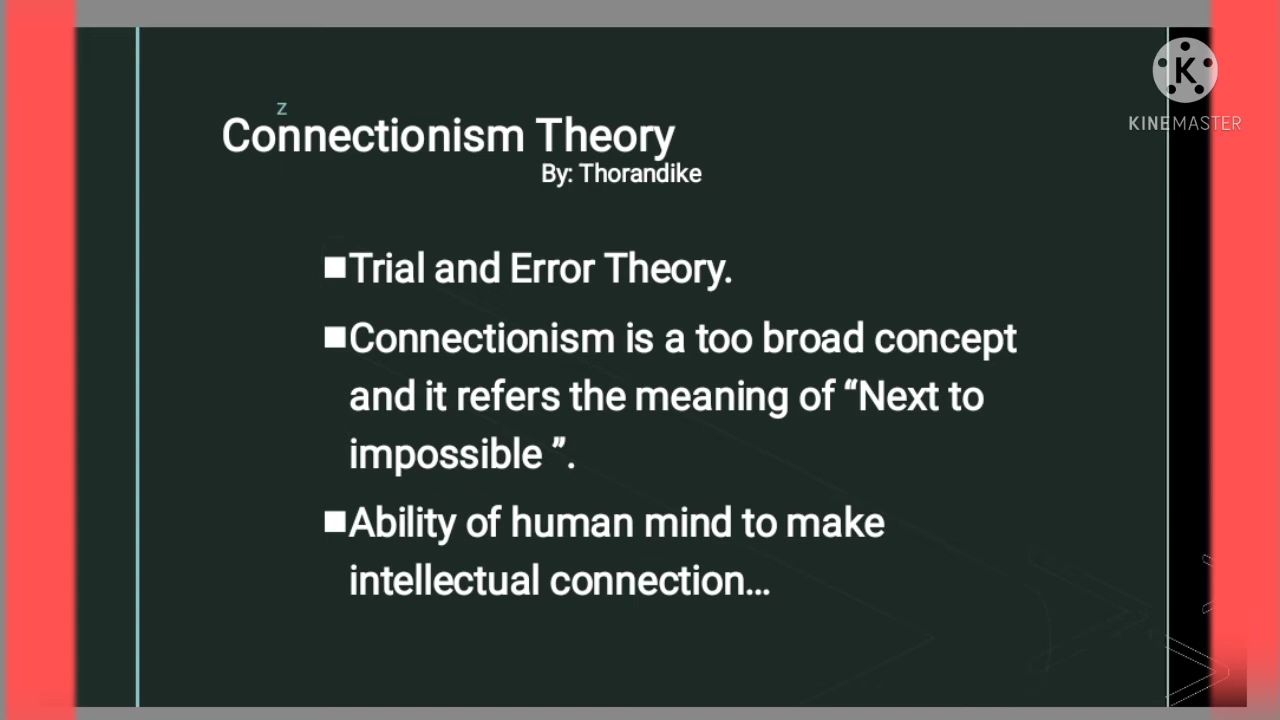 z
Connectionism Theory
By: Thorandike
■Trial and Error Theory.
■Connectionism is a too broad concept
and it refers the meaning of “Next to
impossible ”.
■Ability of human mind to make
intellectual connection...
K
KINEMASTER